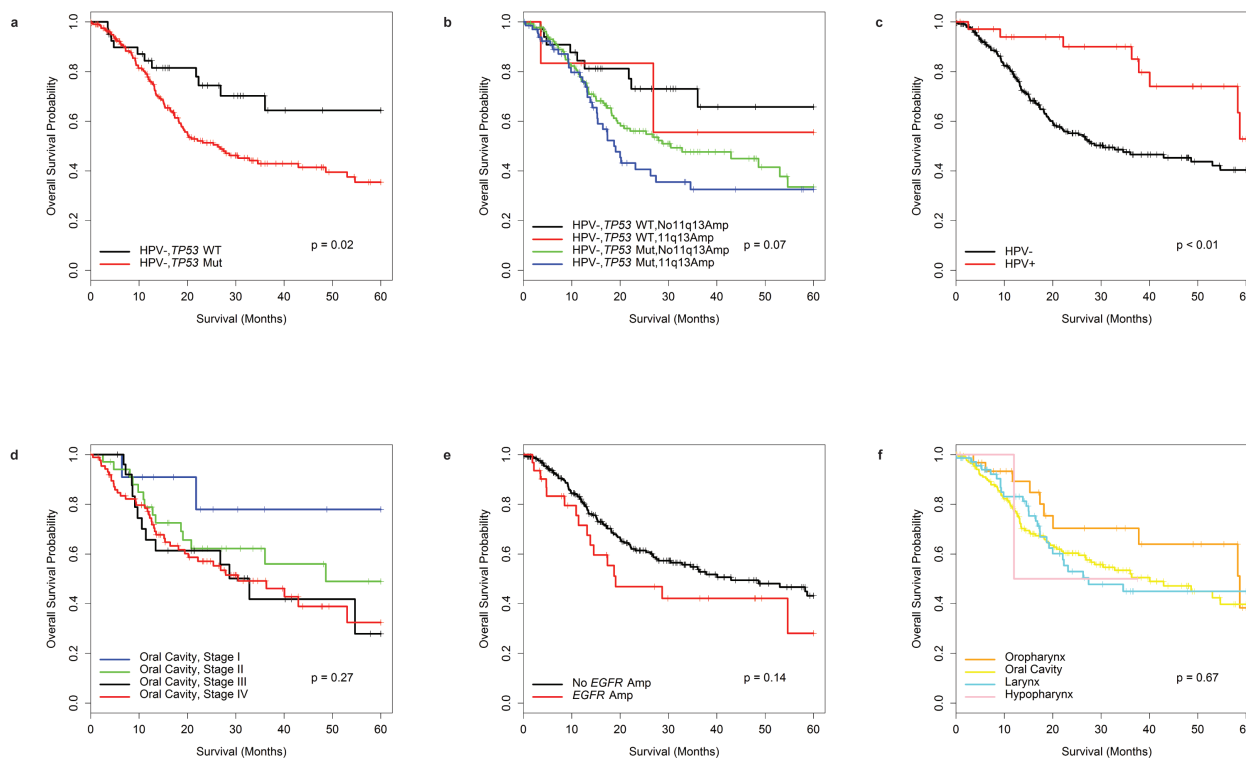 a
Overall Survival Probability
1.0
0.8
0.6
0.4
0.2
0.0
HPV-,TP53 WT
HPV-,TP53 Mut
p = 0.02
0 10 20 30 40 50 60
Survival (Months)
b
Overall Survival Probability
1.0
0.8
0.6
0.4
0.2
0.0
HPV-,TP53 WT,No11q13Amp
HPV-,TP53 WT,11q13Amp
HPV-,TP53 Mut,No11q13Amp
HPV-,TP53 Mut,11q13Amp
p = 0.07
0 10 20 30 40 50 60
Survival (Months)
c
Overall Survival Probability
1.0
0.8
0.6
0.4
0.2
0.0
HPV-
HPV+
p < 0.01
0 10 20 30 40 50 60
Survival (Months)
d
Overall Survival Probability
1.0
0.8
0.6
0.4
0.2
0.0
Oral Cavity, Stage I
Oral Cavity, Stage II
Oral Cavity, Stage III
Oral Cavity, Stage IV
p = 0.27
0 10 20 30 40 50 60
Survival (Months)
e
Overall Survival Probability
1.0
0.8
0.6
0.4
0.2
0.0
No EGFR Amp
EGFR Amp
p = 0.14
0 10 20 30 40 50 60
Survival (Months)
f
Overall Survival Probability
1.0
0.8
0.6
0.4
0.2
0.0
Oropharynx
Oral Cavity
Larynx
Hypopharynx
p = 0.67
0 10 20 30 40 50 60
Survival (Months)